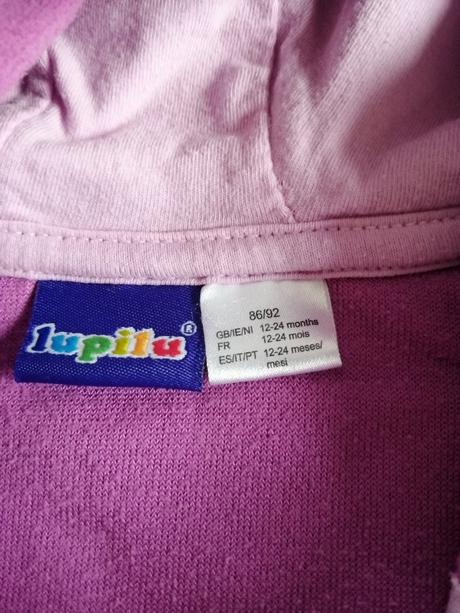 lupilu®
86/92
GB/IE/NI 12-24 months
FR 12-24 mois
ES/IT/PT 12-24 meses/
mesi